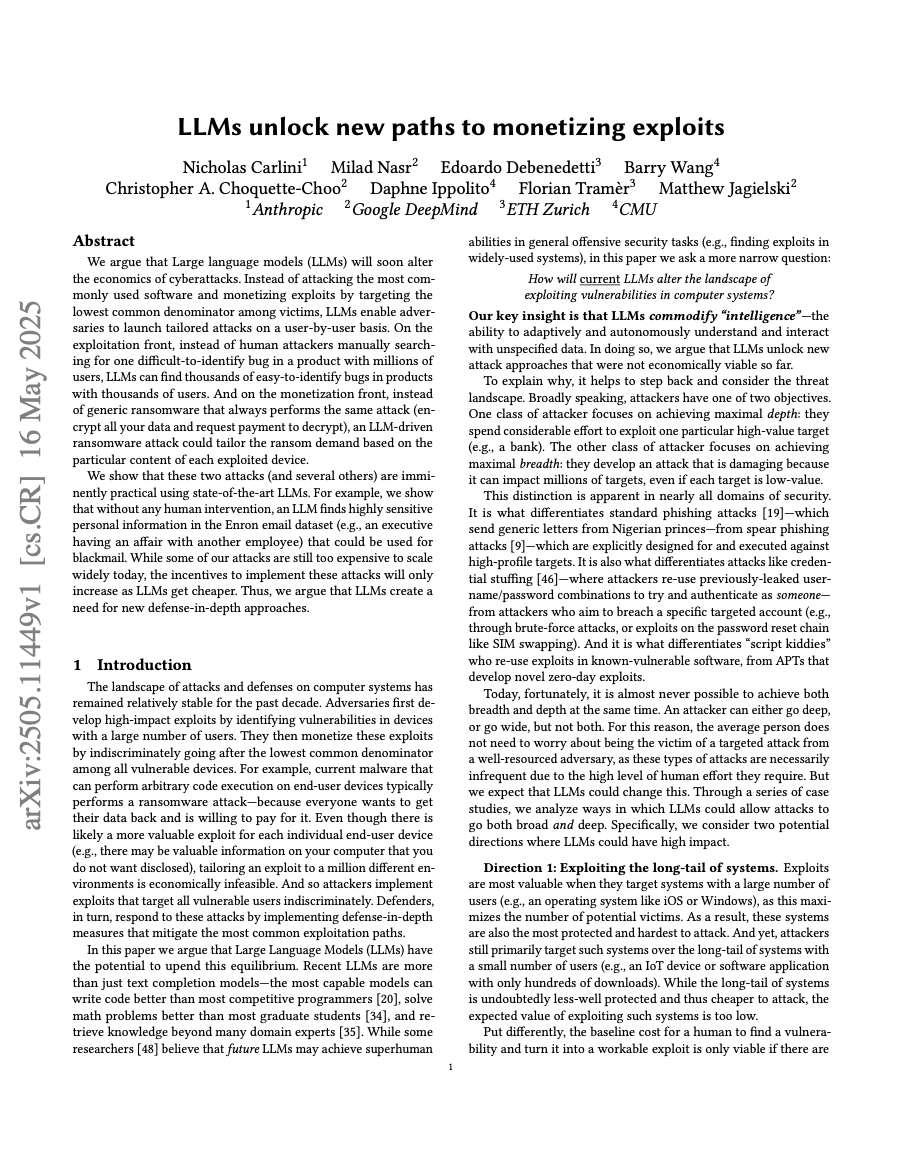 LLMs unlock new paths to monetizing exploits
Nicholas Carlini1 Milad Nasr2 Edoardo Debenedetti3 Barry Wang4
Christopher A. Choquette-Choo2 Daphne Ippolito4 Florian Tramèr3 Matthew Jagielski2
1Anthropic 2Google DeepMind 3ETH Zurich 4CMU
arXiv:2505.11449v1 [cs.CR] 16 May 2025
Abstract
We argue that Large language models (LLMs) will soon alter
the economics of cyberattacks. Instead of attacking the most com-
monly used software and monetizing exploits by targeting the
lowest common denominator among victims, LLMs enable adver-
saries to launch tailored attacks on a user-by-user basis. On the
exploitation front, instead of human attackers manually search-
ing for one difficult-to-identify bug in a product with millions of
users, LLMs can find thousands of easy-to-identify bugs in products
with thousands of users. And on the monetization front, instead
of generic ransomware that always performs the same attack (en-
crypt all your data and request payment to decrypt), an LLM-driven
ransomware attack could tailor the ransom demand based on the
particular content of each exploited device.
We show that these two attacks (and several others) are immi-
nently practical using state-of-the-art LLMs. For example, we show
that without any human intervention, an LLM finds highly sensitive
personal information in the Enron email dataset (e.g., an executive
having an affair with another employee) that could be used for
blackmail. While some of our attacks are still too expensive to scale
widely today, the incentives to implement these attacks will only
increase as LLMs get cheaper. Thus, we argue that LLMs create a
need for new defense-in-depth approaches.
1 Introduction
The landscape of attacks and defenses on computer systems has
remained relatively stable for the past decade. Adversaries first de-
velop high-impact exploits by identifying vulnerabilities in devices
with a large number of users. They then monetize these exploits
by indiscriminately going after the lowest common denominator
among all vulnerable devices. For example, current malware that
can perform arbitrary code execution on end-user devices typically
performs a ransomware attack—because everyone wants to get
their data back and is willing to pay for it. Even though there is
likely a more valuable exploit for each individual end-user device
(e.g., there may be valuable information on your computer that you
do not want disclosed), tailoring an exploit to a million different en-
vironments is economically infeasible. And so attackers implement
exploits that target all vulnerable users indiscriminately. Defenders,
in turn, respond to these attacks by implementing defense-in-depth
measures that mitigate the most common exploitation paths.
In this paper we argue that Large Language Models (LLMs) have
the potential to upend this equilibrium. Recent LLMs are more
than just text completion models—the most capable models can
write code better than most competitive programmers [20], solve
math problems better than most graduate students [34], and re-
trieve knowledge beyond many domain experts [35]. While some
researchers [48] believe that future LLMs may achieve superhuman
abilities in general offensive security tasks (e.g., finding exploits in
widely-used systems), in this paper we ask a more narrow question:
How will current LLMs alter the landscape of
exploiting vulnerabilities in computer systems?
Our key insight is that LLMs commodify “intelligence”—the
ability to adaptively and autonomously understand and interact
with unspecified data. In doing so, we argue that LLMs unlock new
attack approaches that were not economically viable so far.
To explain why, it helps to step back and consider the threat
landscape. Broadly speaking, attackers have one of two objectives.
One class of attacker focuses on achieving maximal depth: they
spend considerable effort to exploit one particular high-value target
(e.g., a bank). The other class of attacker focuses on achieving
maximal breadth: they develop an attack that is damaging because
it can impact millions of targets, even if each target is low-value.
This distinction is apparent in nearly all domains of security.
It is what differentiates standard phishing attacks [19]—which
send generic letters from Nigerian princes—from spear phishing
attacks [9]—which are explicitly designed for and executed against
high-profile targets. It is also what differentiates attacks like creden-
tial stuffing [46]—where attackers re-use previously-leaked user-
name/password combinations to try and authenticate as someone—
from attackers who aim to breach a specific targeted account (e.g.,
through brute-force attacks, or exploits on the password reset chain
like SIM swapping). And it is what differentiates “script kiddies”
who re-use exploits in known-vulnerable software, from APTs that
develop novel zero-day exploits.
Today, fortunately, it is almost never possible to achieve both
breadth and depth at the same time. An attacker can either go deep,
or go wide, but not both. For this reason, the average person does
not need to worry about being the victim of a targeted attack from
a well-resourced adversary, as these types of attacks are necessarily
infrequent due to the high level of human effort they require. But
we expect that LLMs could change this. Through a series of case
studies, we analyze ways in which LLMs could allow attacks to
go both broad and deep. Specifically, we consider two potential
directions where LLMs could have high impact.
Direction 1: Exploiting the long-tail of systems. Exploits
are most valuable when they target systems with a large number of
users (e.g., an operating system like iOS or Windows), as this maxi-
mizes the number of potential victims. As a result, these systems
are also the most protected and hardest to attack. And yet, attackers
still primarily target such systems over the long-tail of systems with
a small number of users (e.g., an IoT device or software application
with only hundreds of downloads). While the long-tail of systems
is undoubtedly less-well protected and thus cheaper to attack, the
expected value of exploiting such systems is too low.
Put differently, the baseline cost for a human to find a vulnera-
bility and turn it into a workable exploit is only viable if there are
1